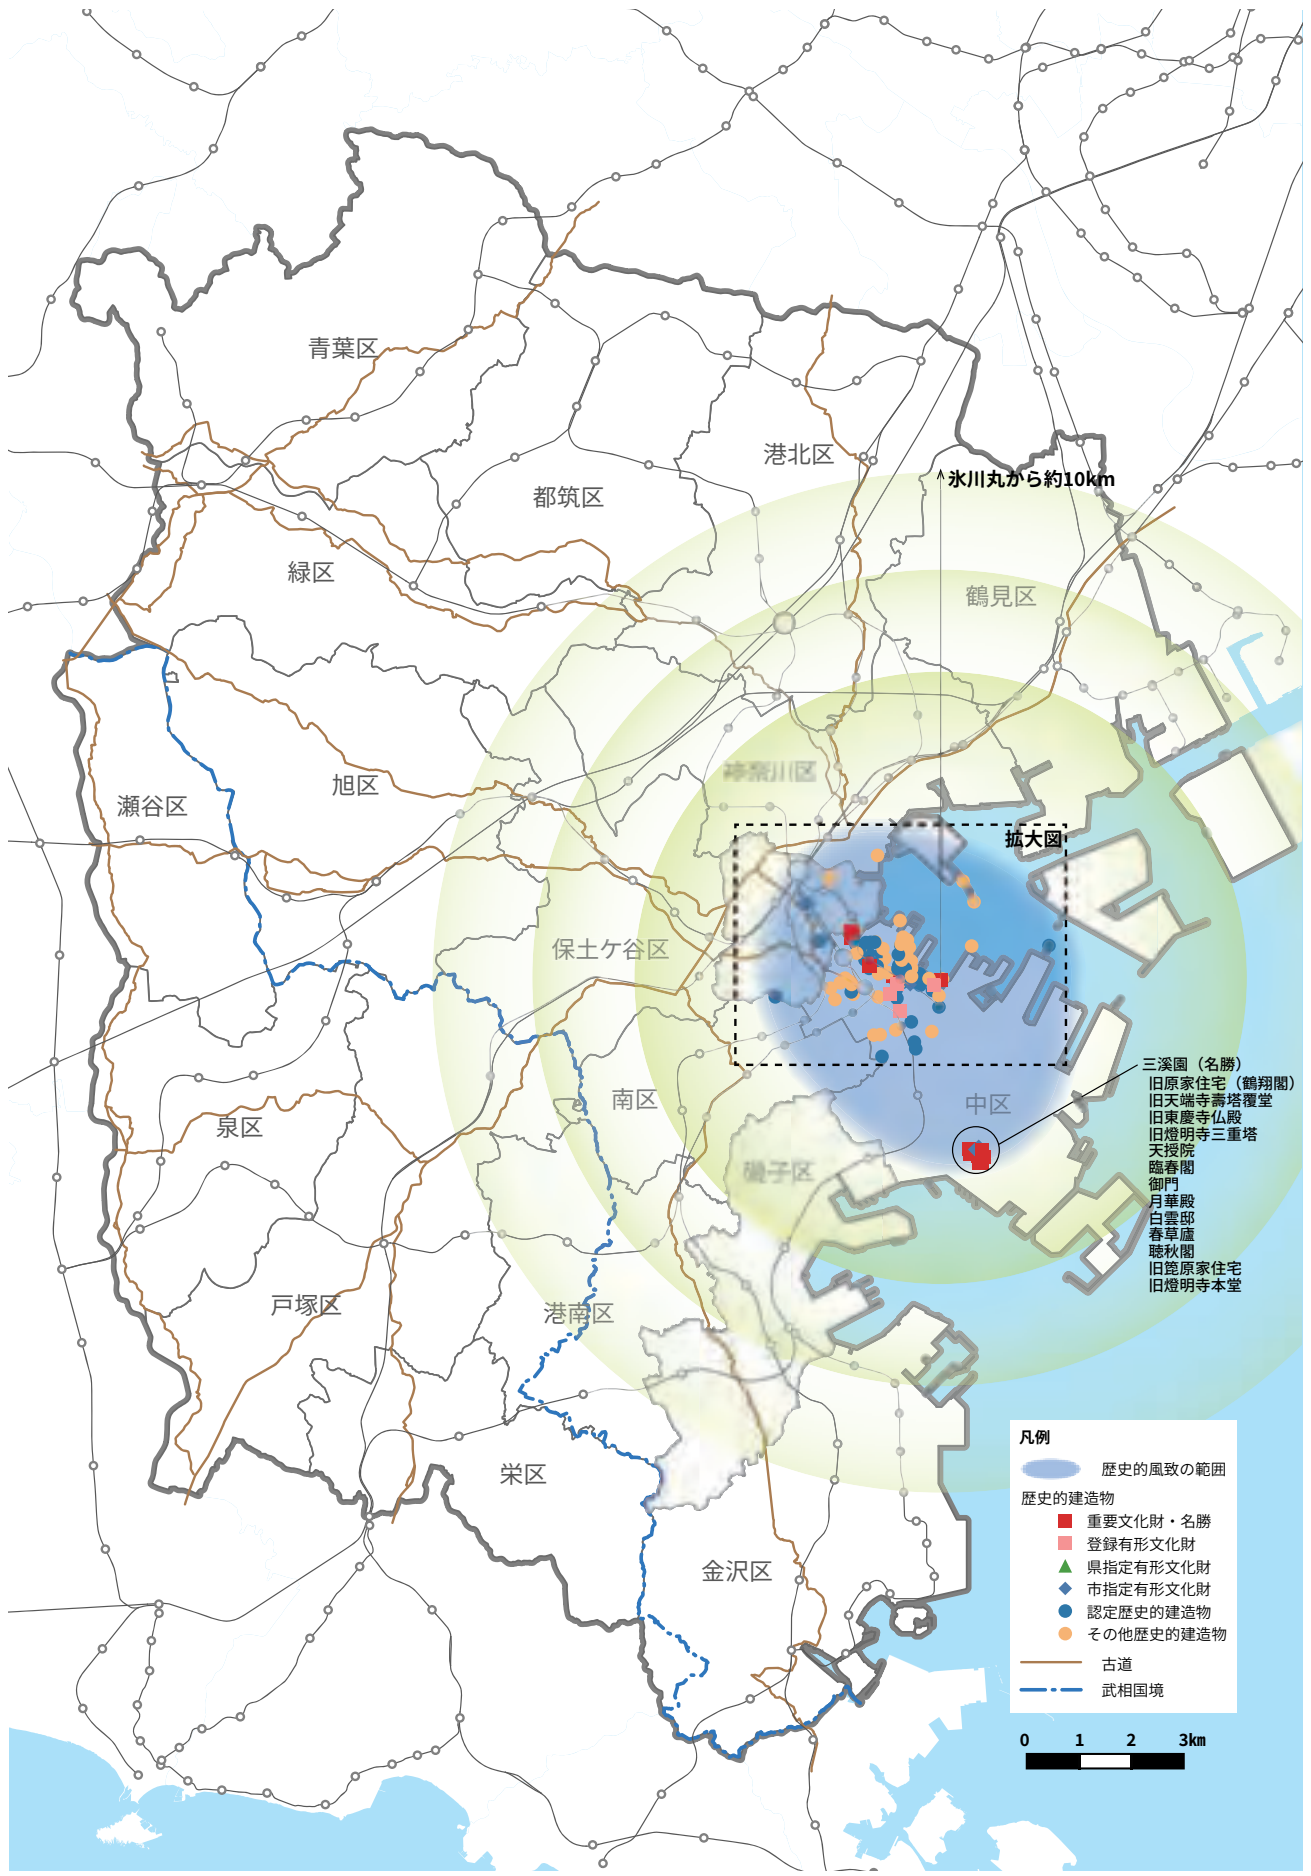 青葉区
港北区
氷川丸から約10km
都筑区
緑区
鶴見区
神奈川区
旭区
瀬谷区
拡大図
保土ケ谷区
三溪園（名勝）
旧原家住宅（鶴翔閣）
旧天瑞寺壽塔覆堂
旧東慶寺仏殿
旧燈明寺三重塔
天授院
臨春閣
御門
月華殿
白雲邸
春草廬
聴秋閣
旧箆原家住宅
旧燈明寺本堂
南区
中区
泉区
磯子区
戸塚区
港南区
栄区
金沢区
凡例
歴史的風致の範囲
歴史的建造物
重要文化財・名勝
登録有形文化財
県指定有形文化財
市指定有形文化財
認定歴史的建造物
その他歴史的建造物
古道
武相国境
0 1 2 3km